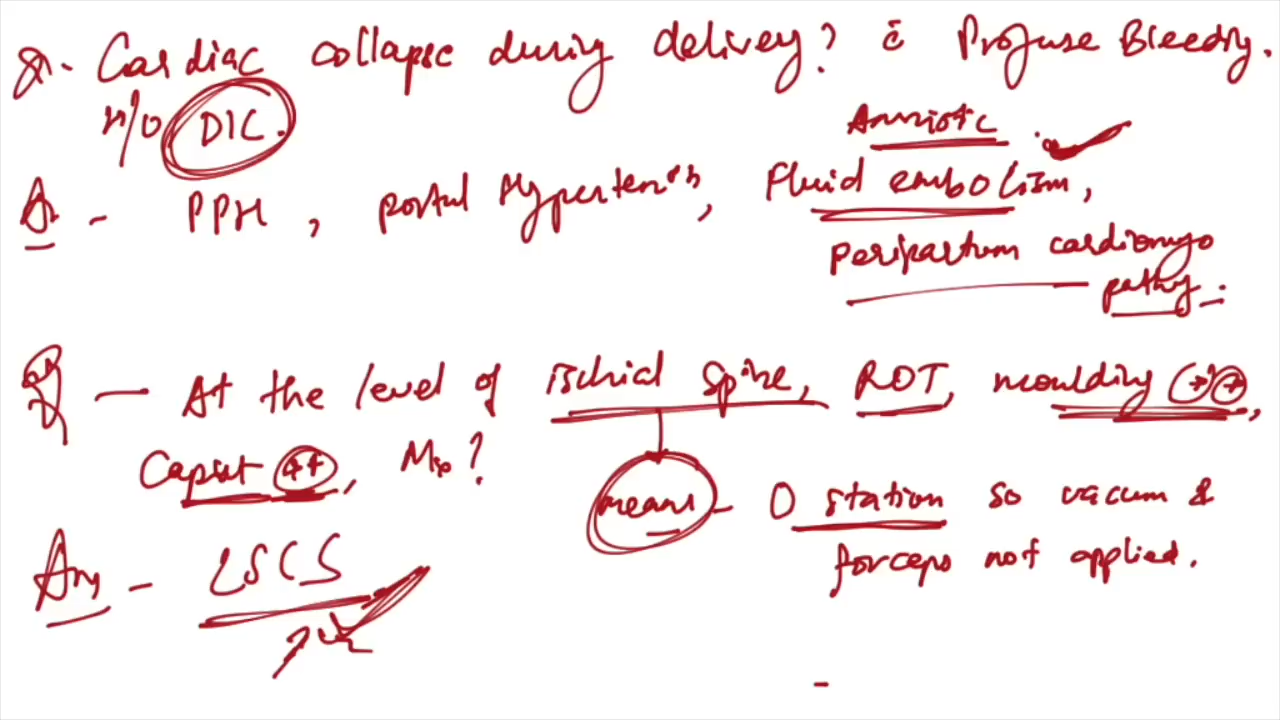 Q. Cardiac collapse during delivery? c̄ Profuse Bleeding.
H/O DIC.
Amniotic
A - PPH, portal Hypertension, Fluid embolism,
Peripartum cardiomyo
pathy.
Q - At the level of ischial spine, ROT, moulding (+)(+),
Caput ++, Mx?
means - 0 station so vacum &
forceps not applied.
Ans - LSCS